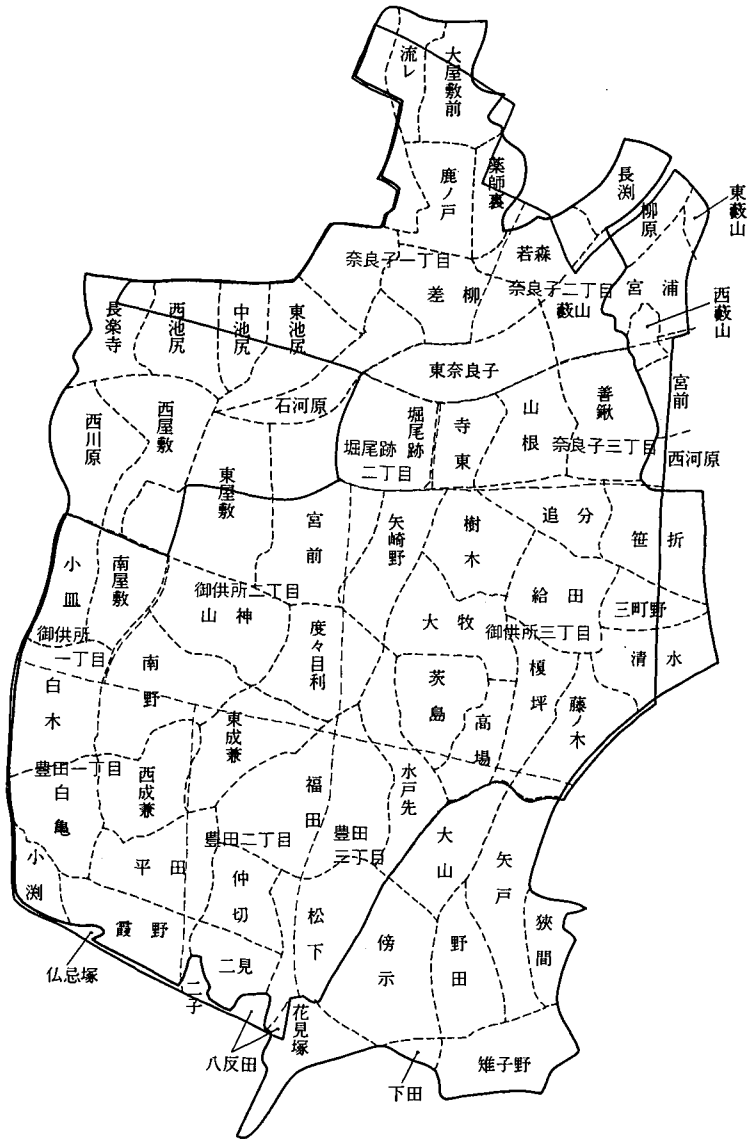 流レ
大屋敷前
鹿ノ戸
薬師裏
長渕
柳原
東藪山
若森
奈良子一丁目
差柳
奈良子二丁目
藪山
宮浦
西藪山
長楽寺
西池尻
中池尻
東池尻
東奈良子
石河原
善鍬
宮前
西川原
西屋敷
堀尾跡
堀尾跡
二丁目
寺東
山根
奈良子三丁目
西河原
東屋敷
宮前
矢崎野
樹木
追分
笹折
小皿
南屋敷
御供所二丁目
山神
大牧
給田
三町野
御供所三丁目
御供所
一丁目
南野
度々目利
茨島
榎坪
清水
藤ノ木
白木
東成兼
高場
豊田一丁目
白亀
西成兼
福田
水戸先
豊田二丁目
豊田
三丁目
大山
矢戸
小渕
平田
仲切
松下
傍示
野田
狭間
霞野
二見
仏忌塚
二子
八反田
花見塚
下田
雉子野